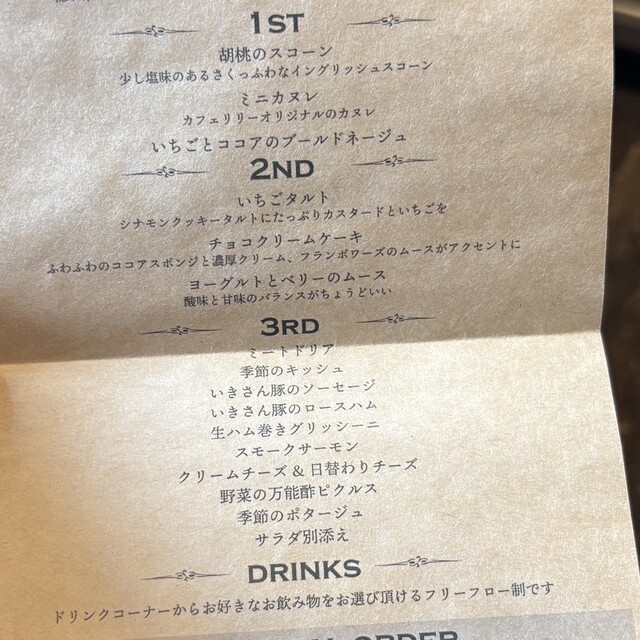 1ST
胡桃のスコーン
少し塩味のあるさくっふわなイングリッシュスコーン
ミニカヌレ
カフェリリーオリジナルのカヌレ
いちごとココアのブールドネージュ
2ND
いちごタルト
シナモンクッキータルトにたっぷりカスタードといちごを
チョコクリームケーキ
ふわふわのココアスポンジと濃厚クリーム、フランボワーズのムースがアクセントに
ヨーグルトとベリーのムース
酸味と甘味のバランスがちょうどいい
3RD
ミートドリア
季節のキッシュ
いきさん豚のソーセージ
いきさん豚のロースハム
生ハム巻きグリッシーニ
スモークサーモン
クリームチーズ & 日替わりチーズ
野菜の万能酢ピクルス
季節のポタージュ
サラダ別添え
DRINKS
ドリンクコーナーからお好きなお飲み物をお選び頂けるフリーフロー制です
ORDER